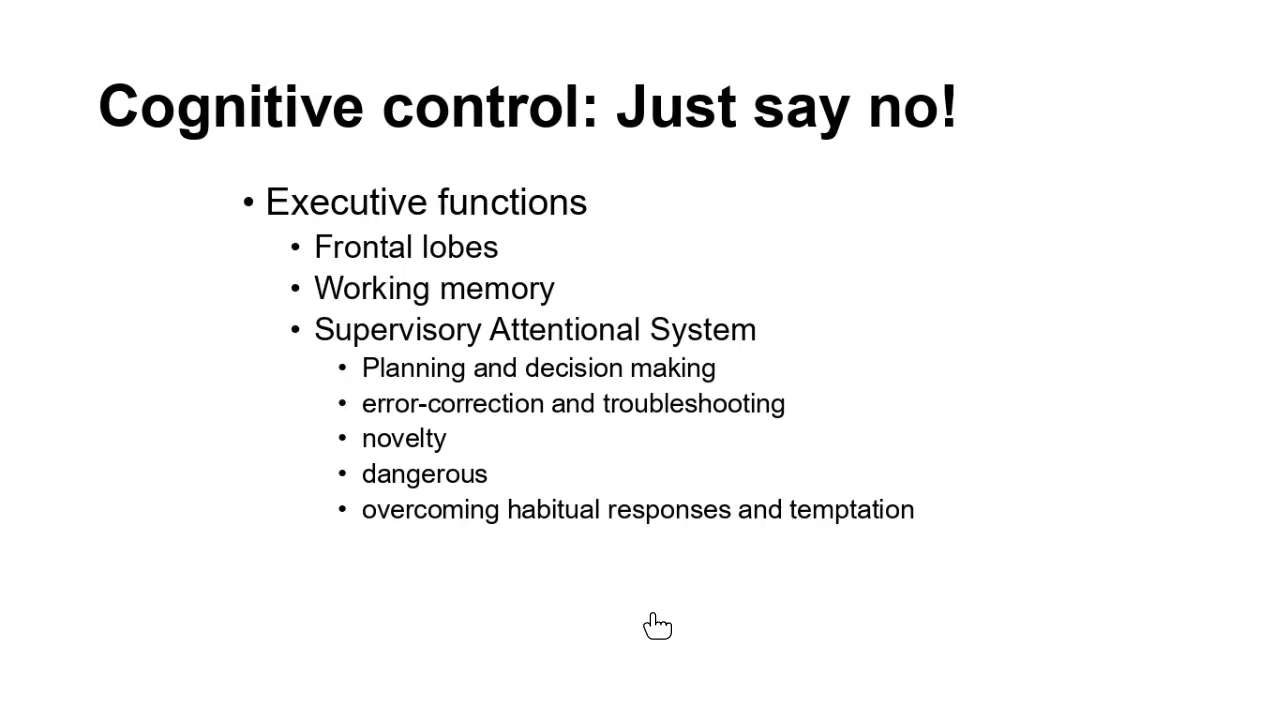 Cognitive control: Just say no!
• Executive functions
• Frontal lobes
• Working memory
• Supervisory Attentional System
• Planning and decision making
• error-correction and troubleshooting
• novelty
• dangerous
• overcoming habitual responses and temptation